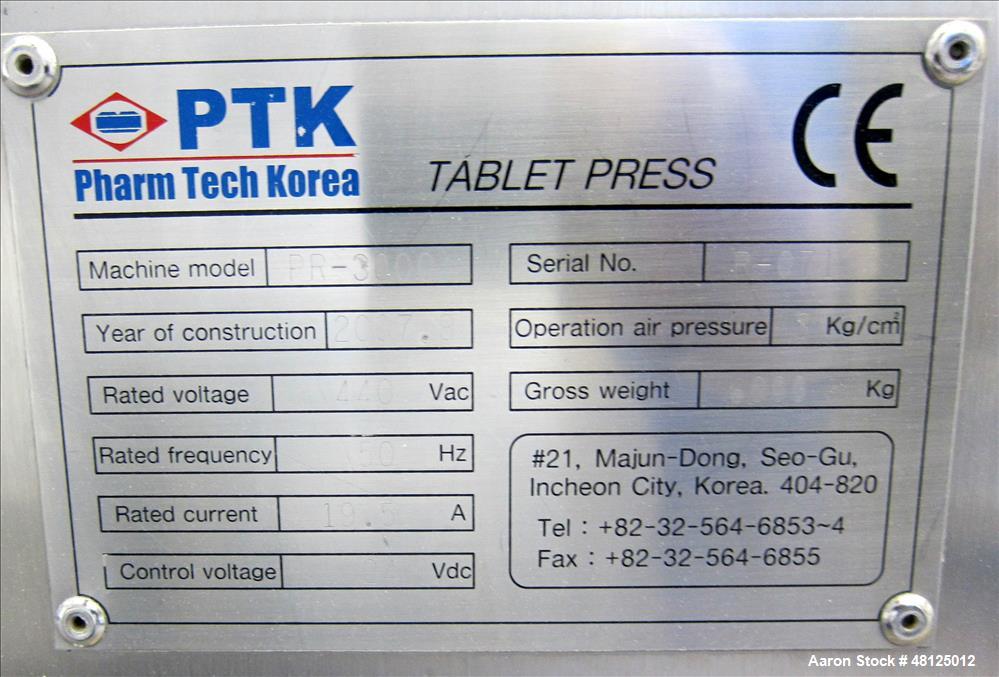 PTK
Pharm Tech Korea
TABLET PRESS
CE
Machine model PR-3000
Year of construction
Rated voltage 440 Vac
Rated frequency 50 Hz
Rated current 19.5 A
Control voltage Vdc
Serial No.
Operation air pressure Kg/cm²
Gross weight Kg
#21, Majun-Dong, Seo-Gu,
Incheon City, Korea. 404-820
Tel : +82-32-564-6853~4
Fax : +82-32-564-6855
Aaron Stock # 48125012